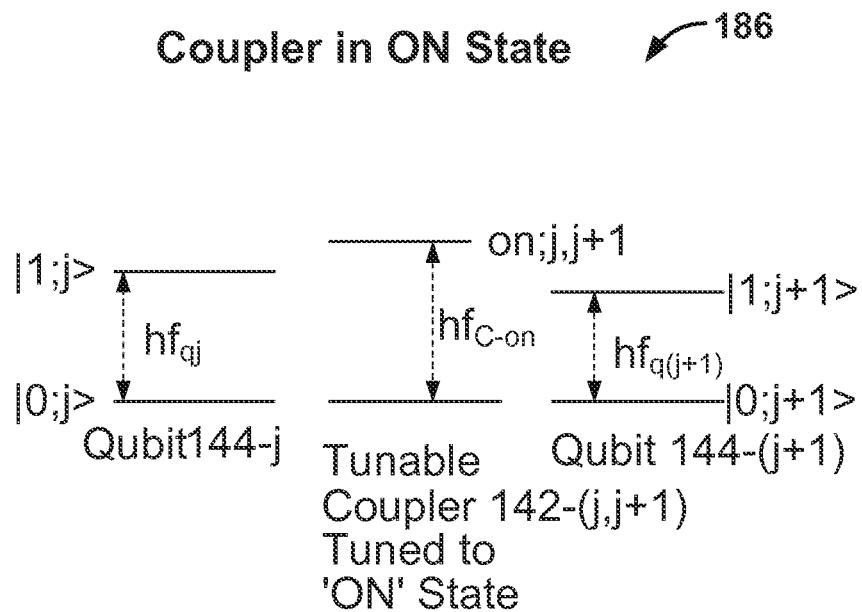 Coupler in ON State
186
on;j,j+1
|1;j>
|1;j+1>
hf_qj
hf_C-on
hf_q(j+1)
|0;j>
|0;j+1>
Qubit144-j
Qubit 144-(j+1)
Tunable
Coupler 142-(j,j+1)
Tuned to
'ON' State